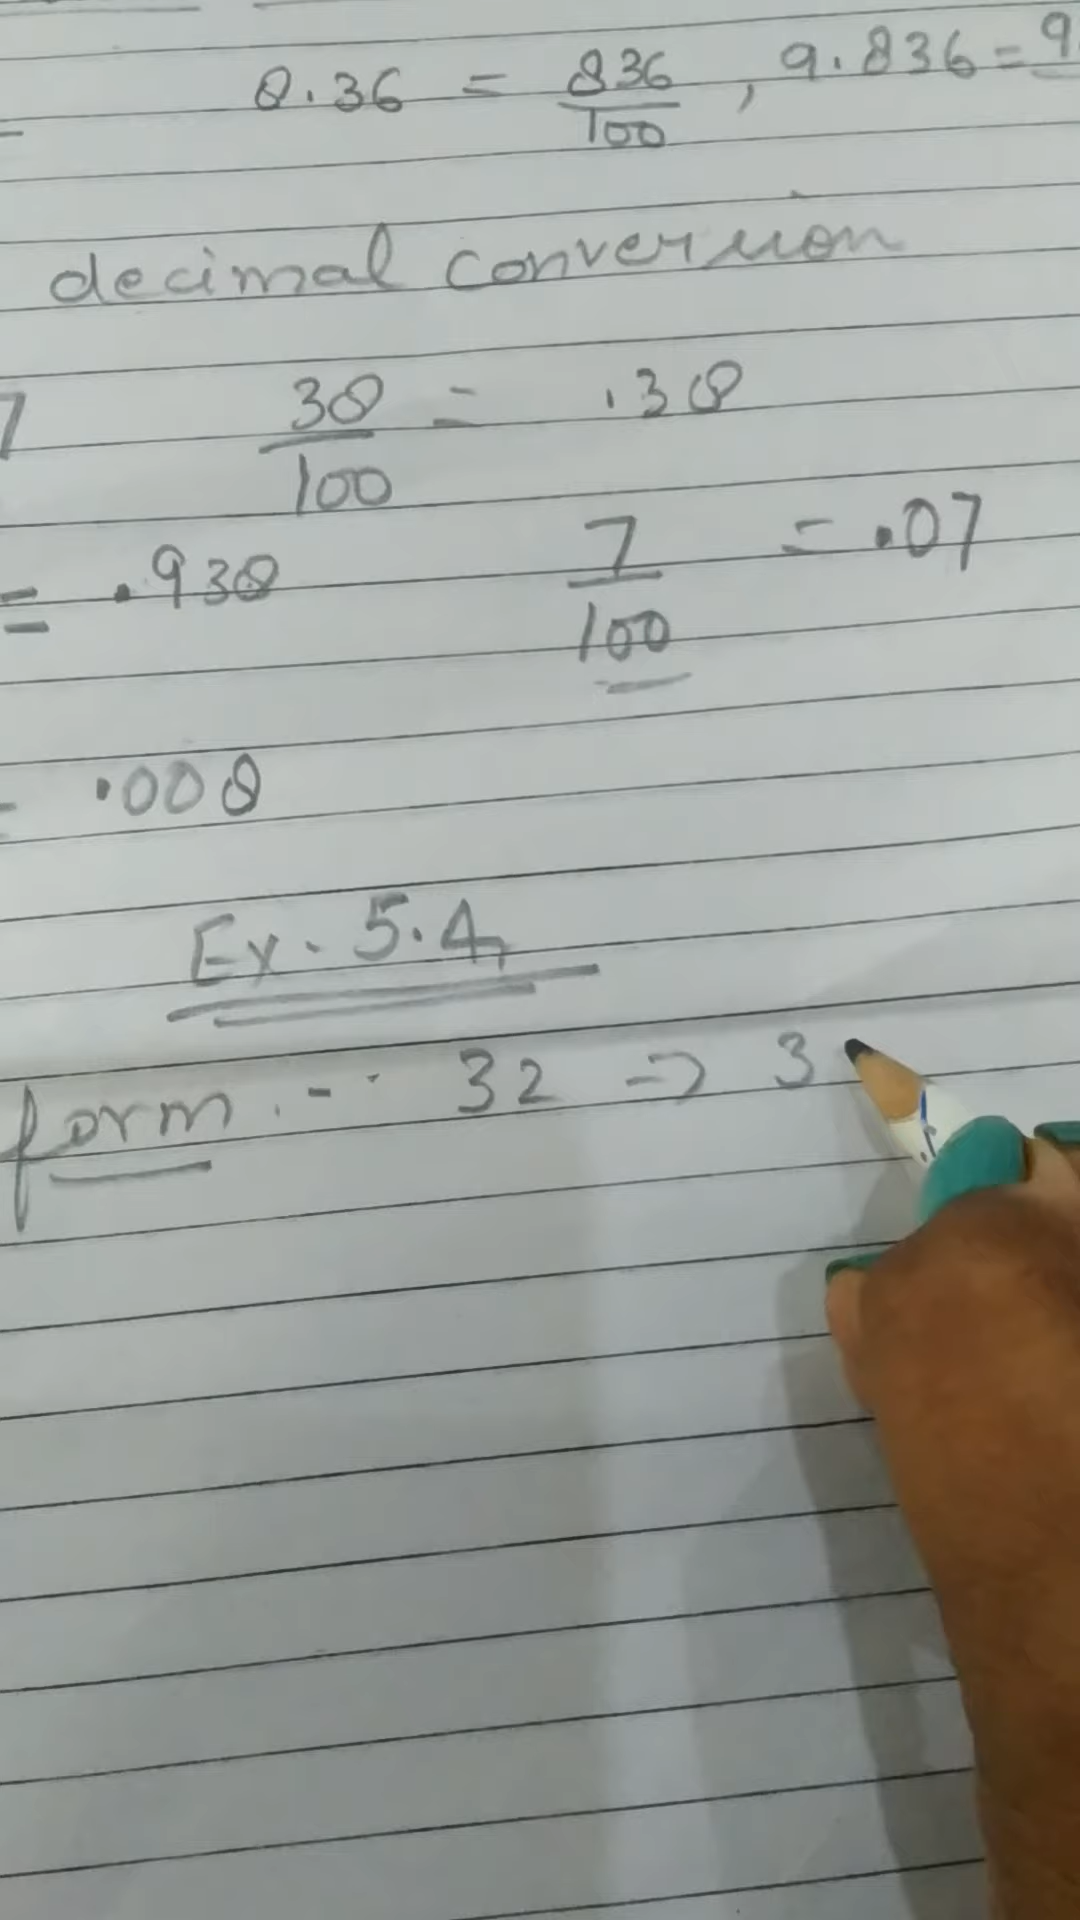 8.36 = 836/100 , 9.836 = 9
decimal conversion
7 38/100 = .38
= .938 7/100 = .07
= .008
Ex. 5.4
form. - 32 => 3